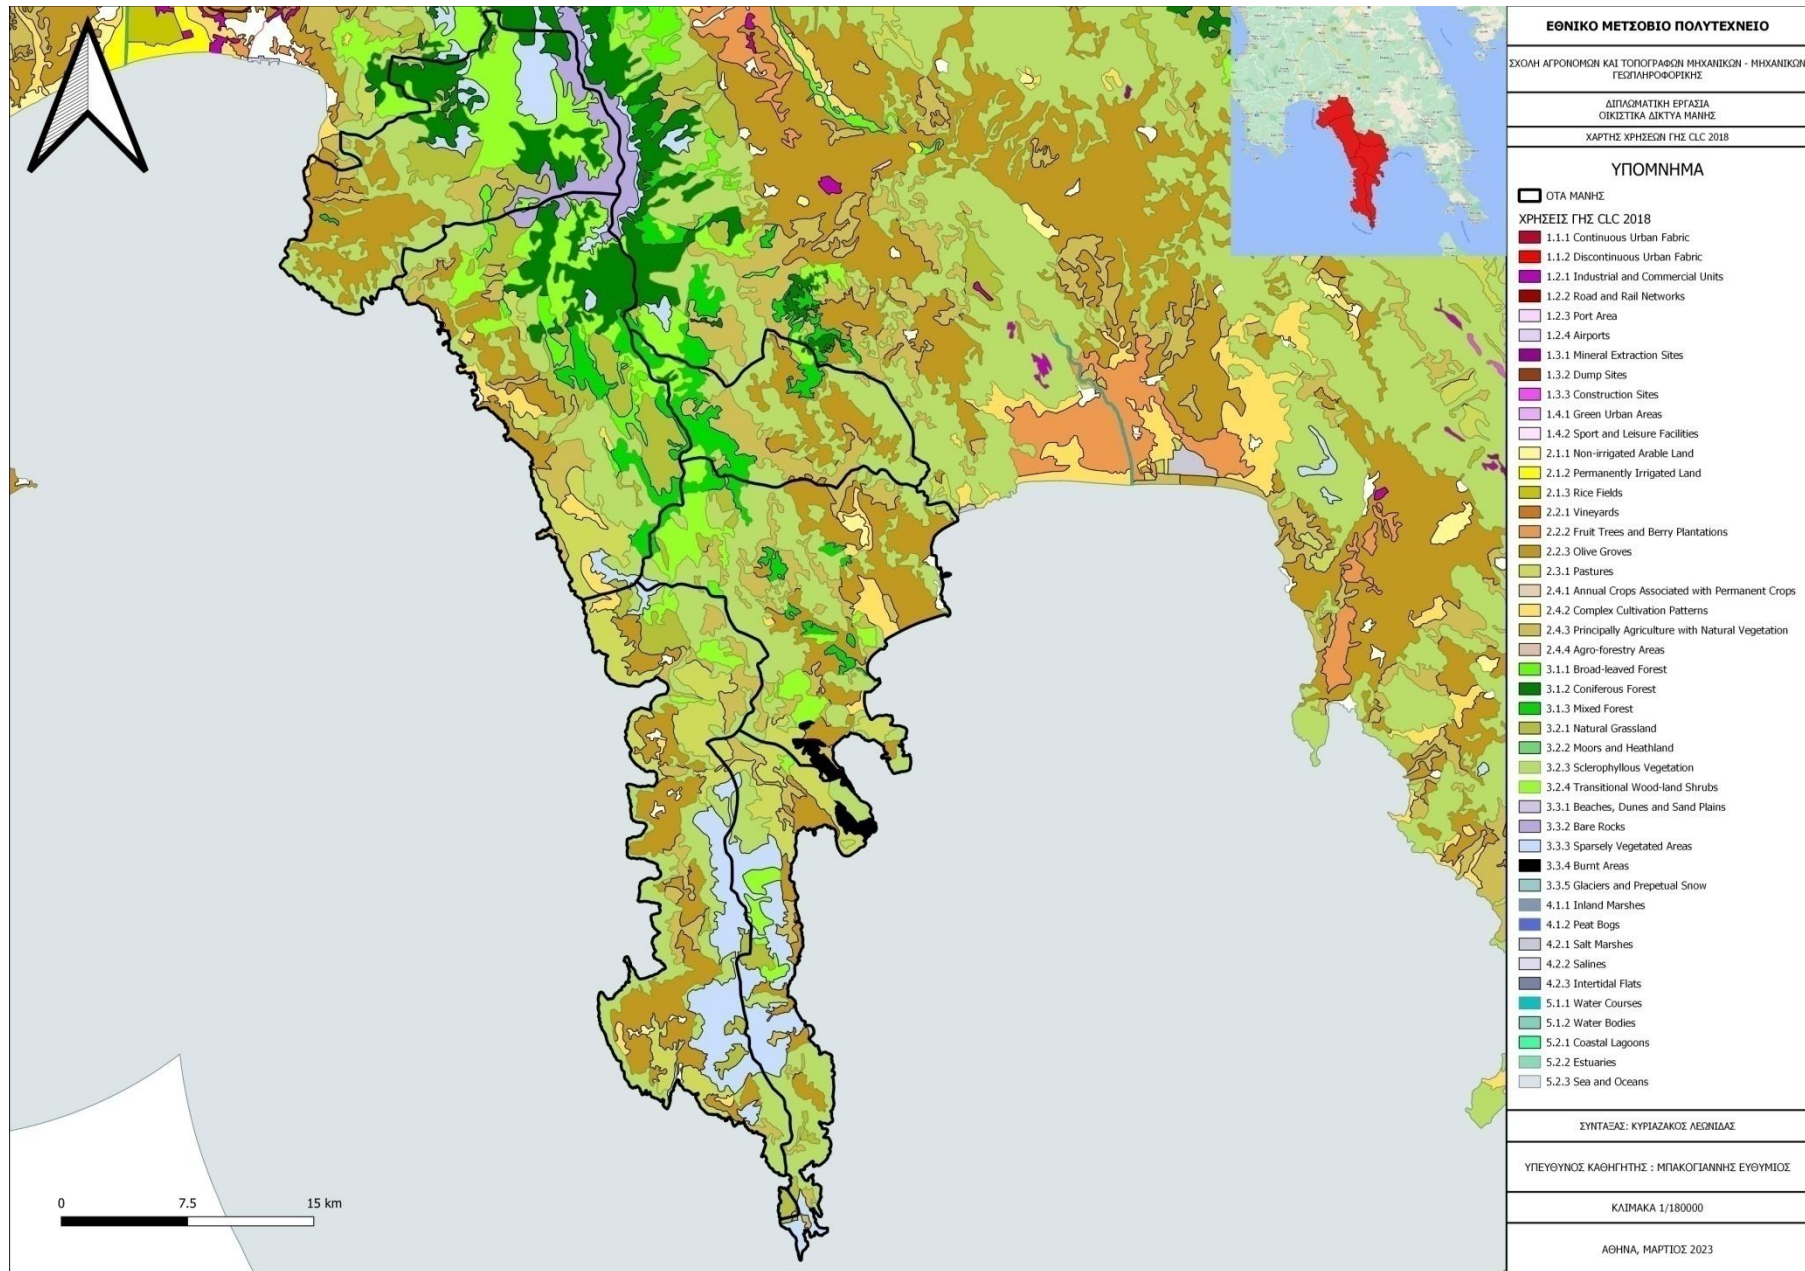 ΕΘΝΙΚΟ ΜΕΤΣΟΒΙΟ ΠΟΛΥΤΕΧΝΕΙΟ
ΣΧΟΛΗ ΑΓΡΟΝΟΜΩΝ ΚΑΙ ΤΟΠΟΓΡΑΦΩΝ ΜΗΧΑΝΙΚΩΝ - ΜΗΧΑΝΙΚΩΝ
ΓΕΩΠΛΗΡΟΦΟΡΙΚΗΣ
ΔΙΠΛΩΜΑΤΙΚΗ ΕΡΓΑΣΙΑ
ΟΙΚΙΣΤΙΚΑ ΔΙΚΤΥΑ ΜΑΝΗΣ
ΧΑΡΤΗΣ ΧΡΗΣΕΩΝ ΓΗΣ CLC 2018
ΥΠΟΜΝΗΜΑ
ΟΤΑ ΜΑΝΗΣ
ΧΡΗΣΕΙΣ ΓΗΣ CLC 2018
1.1.1 Continuous Urban Fabric
1.1.2 Discontinuous Urban Fabric
1.2.1 Industrial and Commercial Units
1.2.2 Road and Rail Networks
1.2.3 Port Area
1.2.4 Airports
1.3.1 Mineral Extraction Sites
1.3.2 Dump Sites
1.3.3 Construction Sites
1.4.1 Green Urban Areas
1.4.2 Sport and Leisure Facilities
2.1.1 Non-irrigated Arable Land
2.1.2 Permanently Irrigated Land
2.1.3 Rice Fields
2.2.1 Vineyards
2.2.2 Fruit Trees and Berry Plantations
2.2.3 Olive Groves
2.3.1 Pastures
2.4.1 Annual Crops Associated with Permanent Crops
2.4.2 Complex Cultivation Patterns
2.4.3 Principally Agriculture with Natural Vegetation
2.4.4 Agro-forestry Areas
3.1.1 Broad-leaved Forest
3.1.2 Coniferous Forest
3.1.3 Mixed Forest
3.2.1 Natural Grassland
3.2.2 Moors and Heathland
3.2.3 Sclerophyllous Vegetation
3.2.4 Transitional Wood-land Shrubs
3.3.1 Beaches, Dunes and Sand Plains
3.3.2 Bare Rocks
3.3.3 Sparsely Vegetated Areas
3.3.4 Burnt Areas
3.3.5 Glaciers and Prepetual Snow
4.1.1 Inland Marshes
4.1.2 Peat Bogs
4.2.1 Salt Marshes
4.2.2 Salines
4.2.3 Intertidal Flats
5.1.1 Water Courses
5.1.2 Water Bodies
5.2.1 Coastal Lagoons
5.2.2 Estuaries
5.2.3 Sea and Oceans
ΣΥΝΤΑΞΑΣ: ΚΥΡΙΑΖΑΚΟΣ ΛΕΩΝΙΔΑΣ
ΥΠΕΥΘΥΝΟΣ ΚΑΘΗΓΗΤΗΣ : ΜΠΑΚΟΓΙΑΝΝΗΣ ΕΥΘΥΜΙΟΣ
ΚΛΙΜΑΚΑ 1/180000
ΑΘΗΝΑ, ΜΑΡΤΙΟΣ 2023
0 7.5 15 km